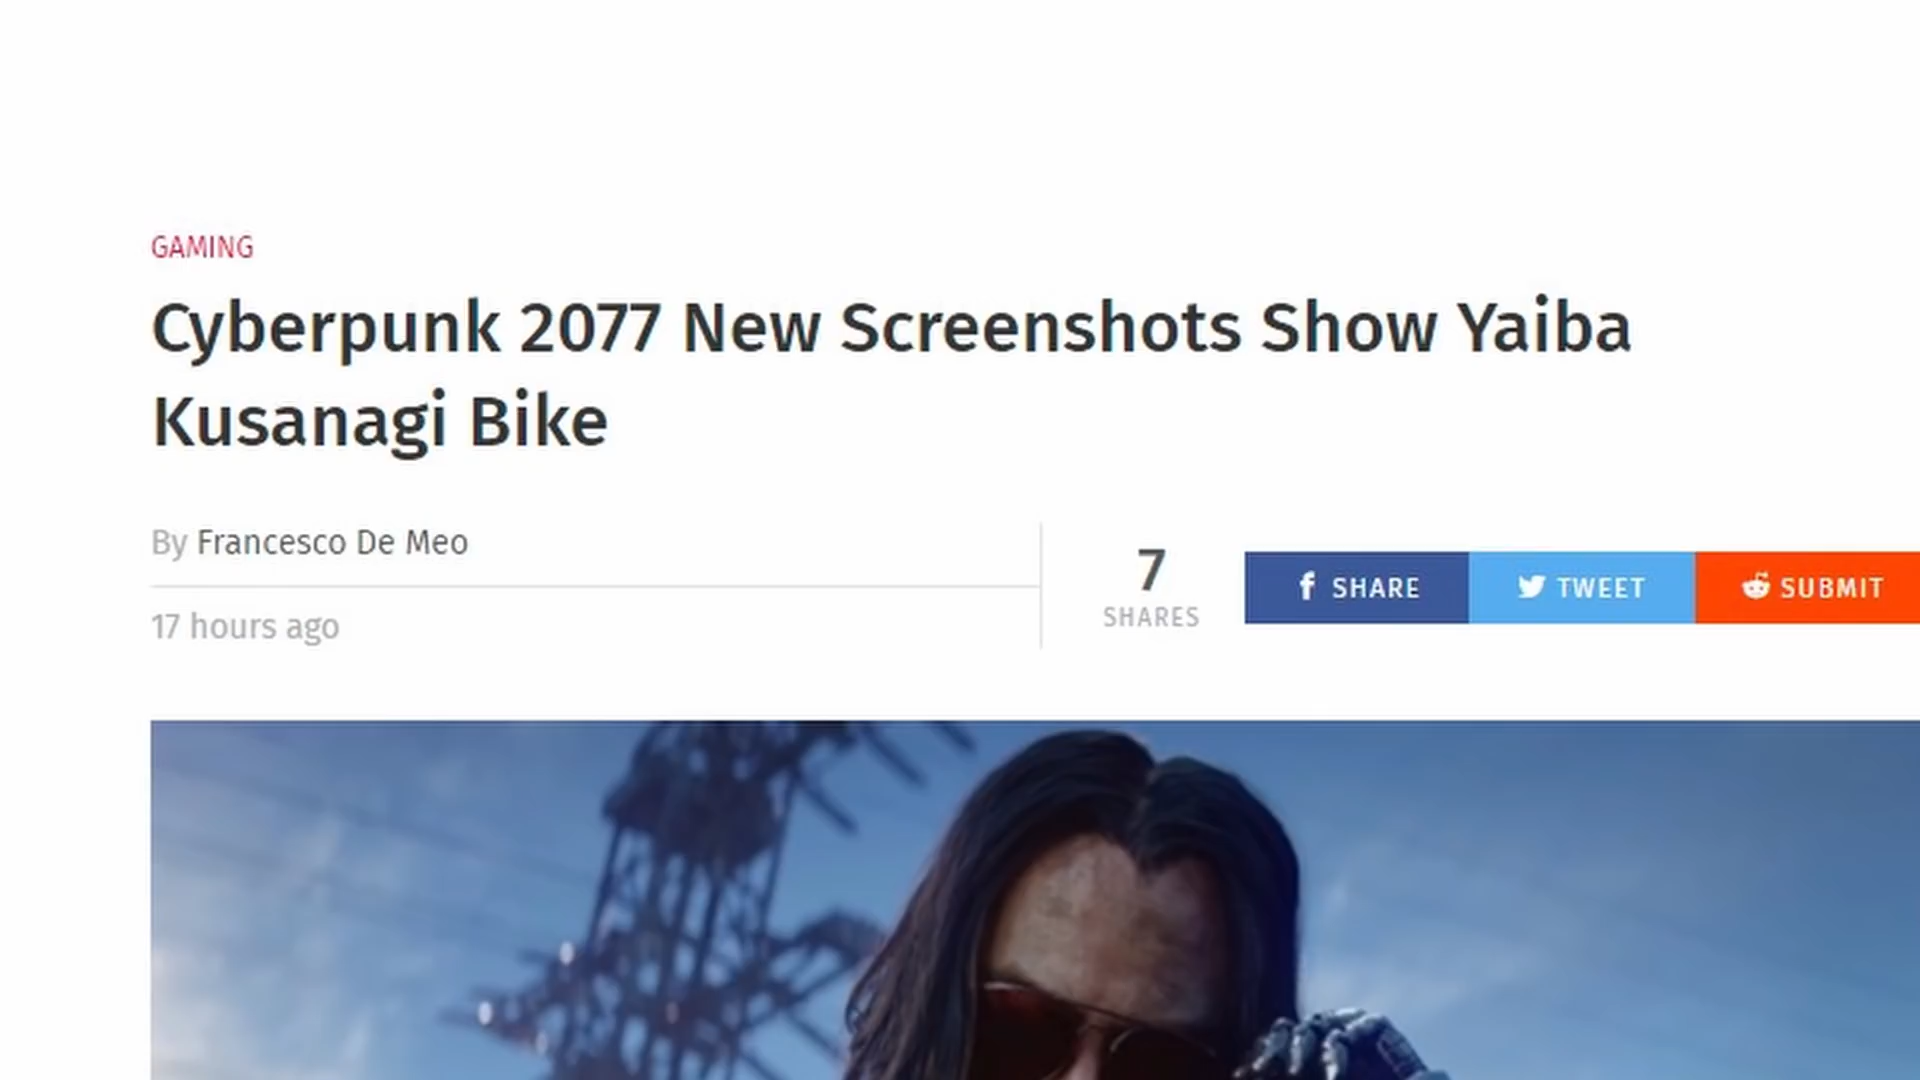 GAMING
Cyberpunk 2077 New Screenshots Show Yaiba
Kusanagi Bike
By Francesco De Meo
17 hours ago
7
SHARES
SHARE
TWEET
SUBMIT